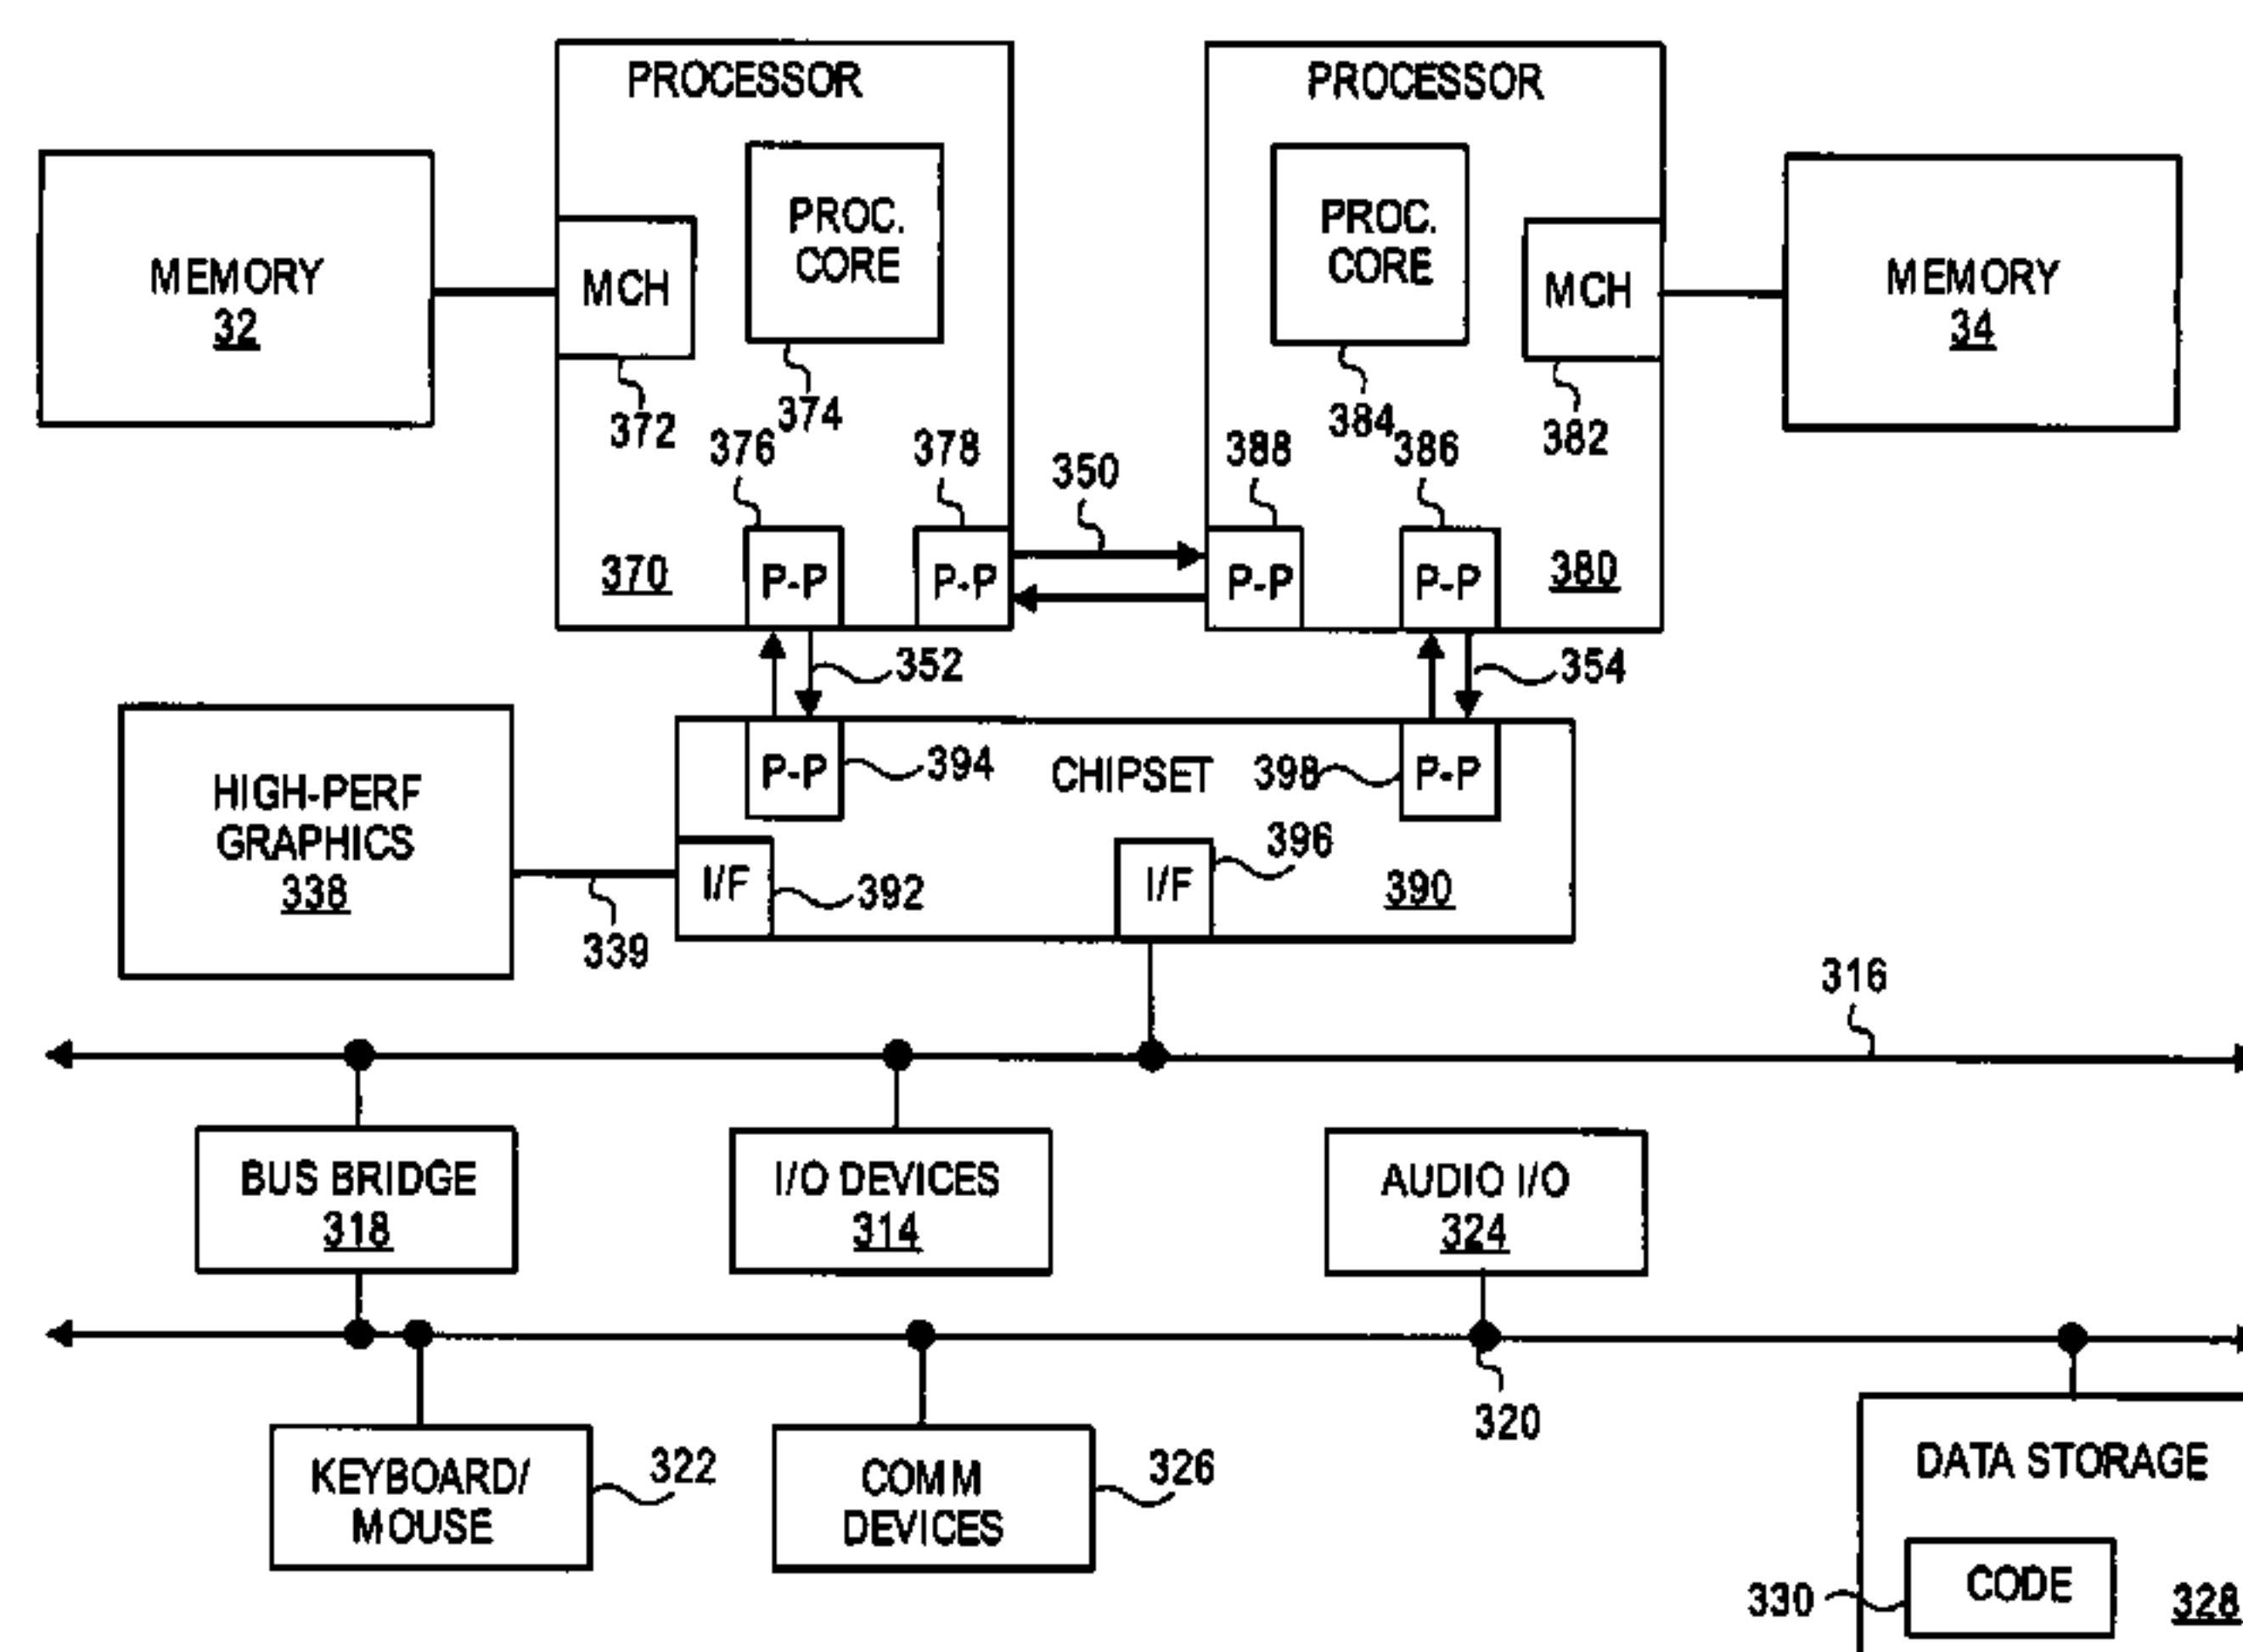 PROCESSOR
PROCESSOR
MEMORY
32
MCH
PROC.
CORE
PROC.
CORE
MCH
MEMORY
34
372
374
384
382
376
378
350
388
386
370
P-P
P-P
P-P
P-P
380
352
354
HIGH-PERF
GRAPHICS
338
P-P
394
CHIPSET
398
P-P
I/F
392
I/F
396
390
339
316
BUS BRIDGE
318
I/O DEVICES
314
AUDIO I/O
324
320
KEYBOARD/
MOUSE
322
COMM
DEVICES
326
DATA STORAGE
330
CODE
328